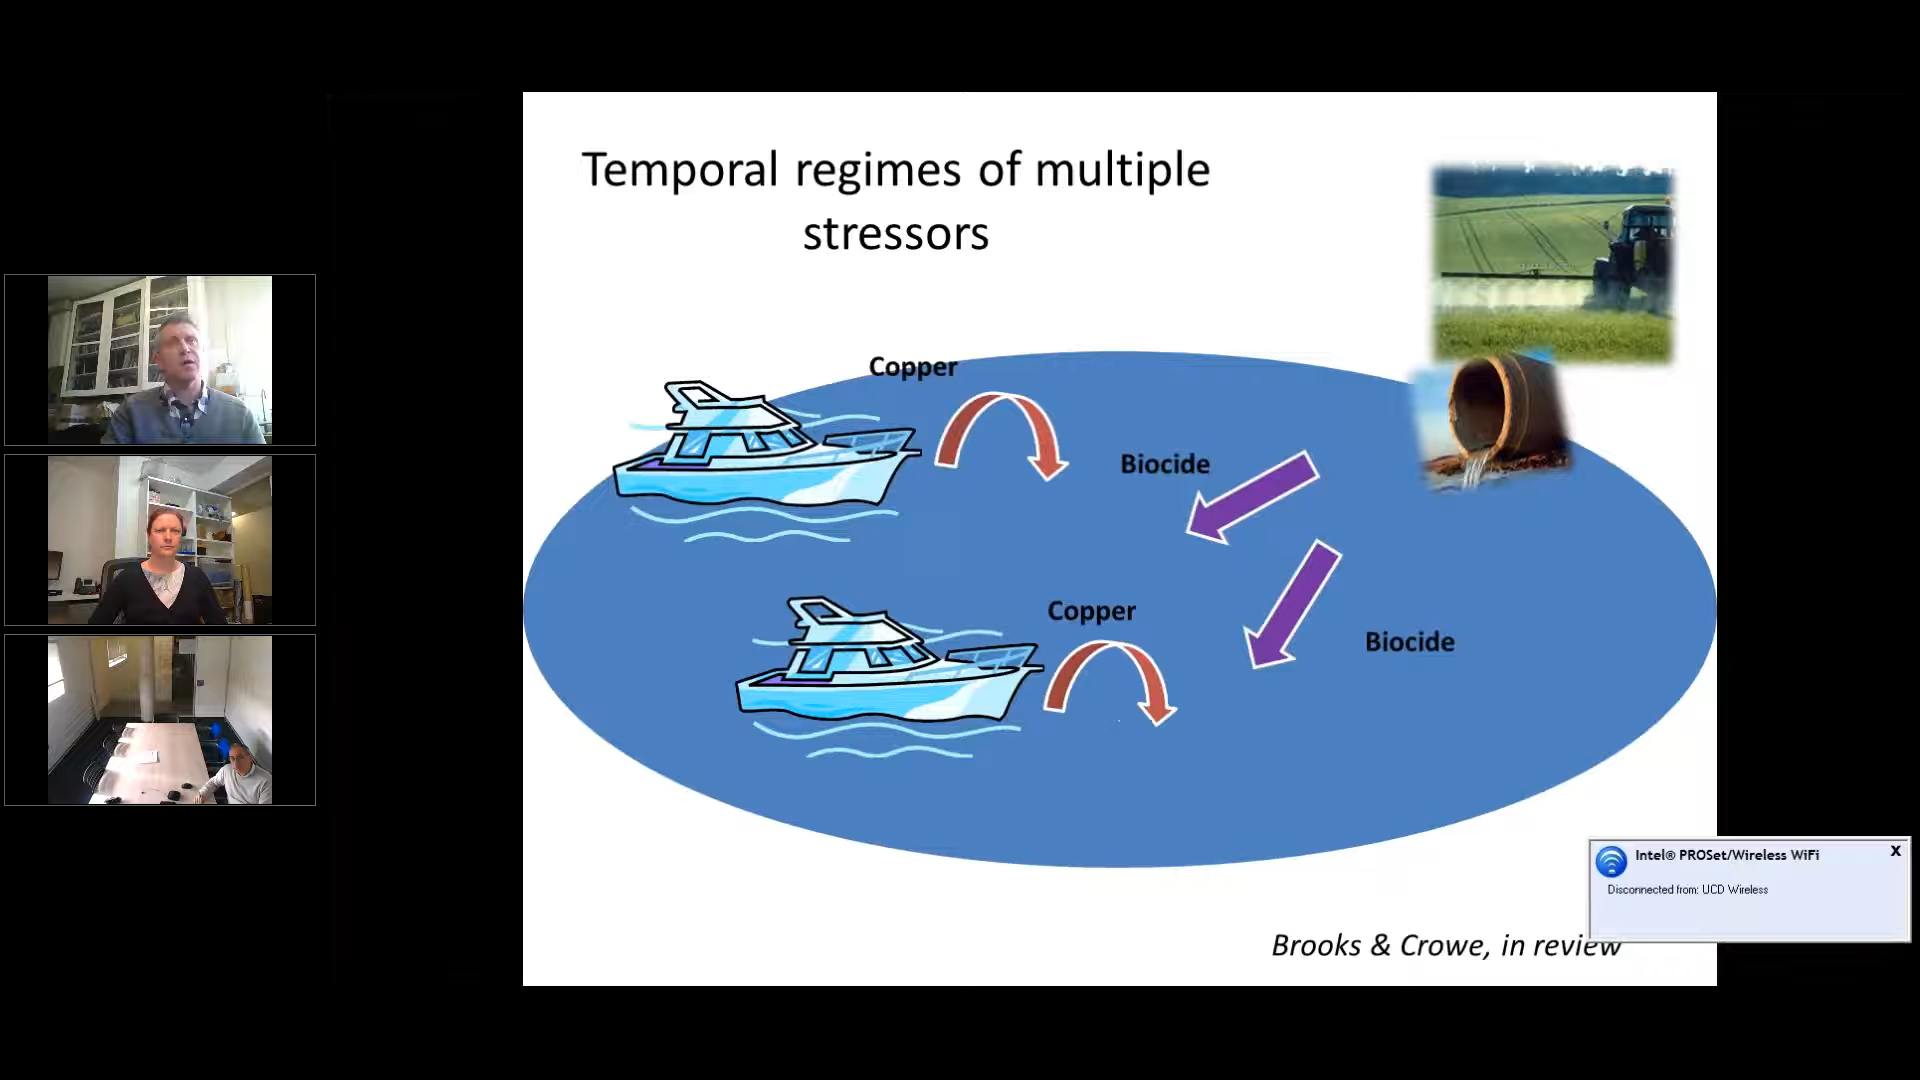 Temporal regimes of multiple
stressors
Copper
Biocide
Copper
Biocide
Intel® PROSet/Wireless WiFi
X
Disconnected from: UCD Wireless
Brooks & Crowe, in review